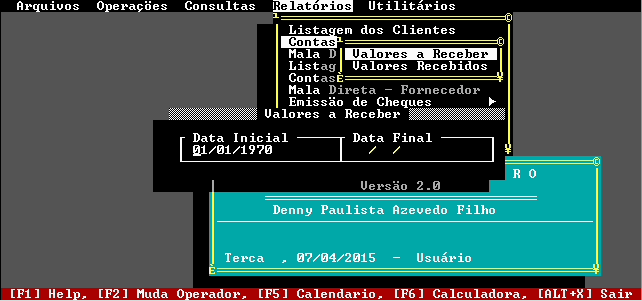 Arquivos Operações Consultas Relatórios Utilitários
Listagem dos Clientes
Contas
Valores a Receber
Mala D
Listag
Valores Recebidos
Contas
Mala Direta - Fornecedor
Emissão de Cheques
Valores a Receber
Data Inicial Data Final
01/01/1970 / /
R O
Versão 2.0
Denny Paulista Azevedo Filho
Terca , 07/04/2015 - Usuário
[F1] Help, [F2] Muda Operador, [F5] Calendario, [F6] Calculadora, [ALT+X] Sair